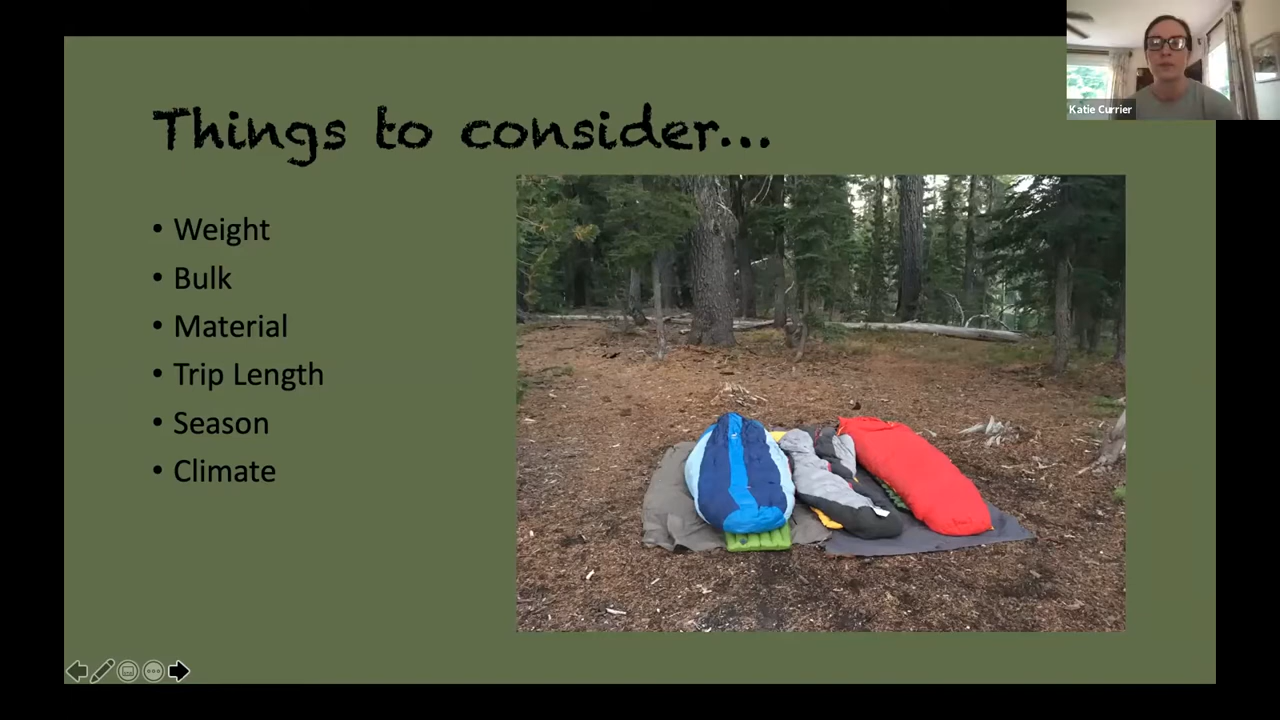 Things to consider...
Katie Currier
• Weight
• Bulk
• Material
• Trip Length
• Season
• Climate